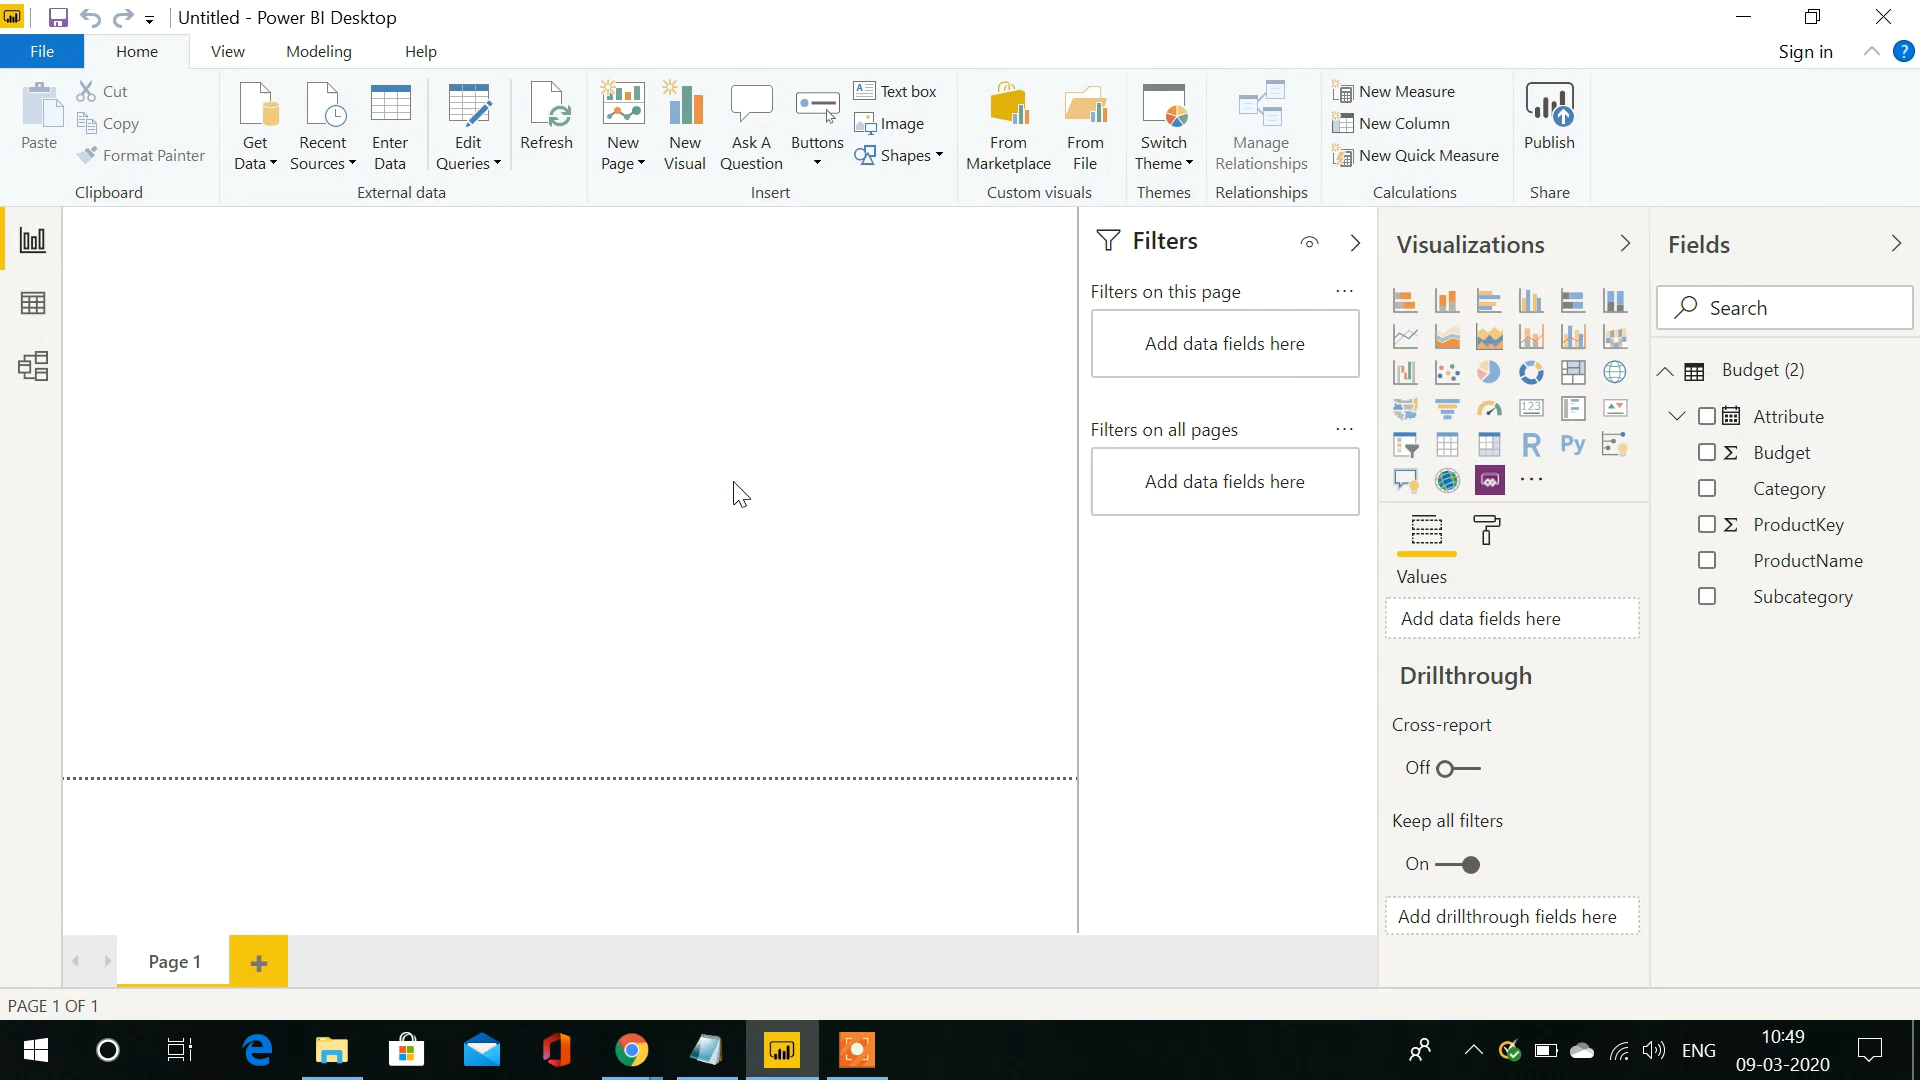 Untitled - Power BI Desktop
File
Home
View
Modeling
Help
Sign in
?
Paste
Cut
Copy
Format Painter
Clipboard
Get Data
Recent Sources
Enter Data
Edit Queries
Refresh
External data
New Page
New Visual
Ask A Question
Buttons
Text box
Image
Shapes
Insert
From Marketplace
From File
Custom visuals
Switch Theme
Themes
Manage Relationships
Relationships
New Measure
New Column
New Quick Measure
Calculations
Publish
Share
Filters
Filters on this page
...
Add data fields here
Filters on all pages
...
Add data fields here
Visualizations
123
R
Py
...
Values
Add data fields here
Drillthrough
Cross-report
Off
Keep all filters
On
Add drillthrough fields here
Fields
Search
Budget (2)
Attribute
Σ Budget
Category
Σ ProductKey
ProductName
Subcategory
Page 1
+
PAGE 1 OF 1
ENG
10:49
09-03-2020